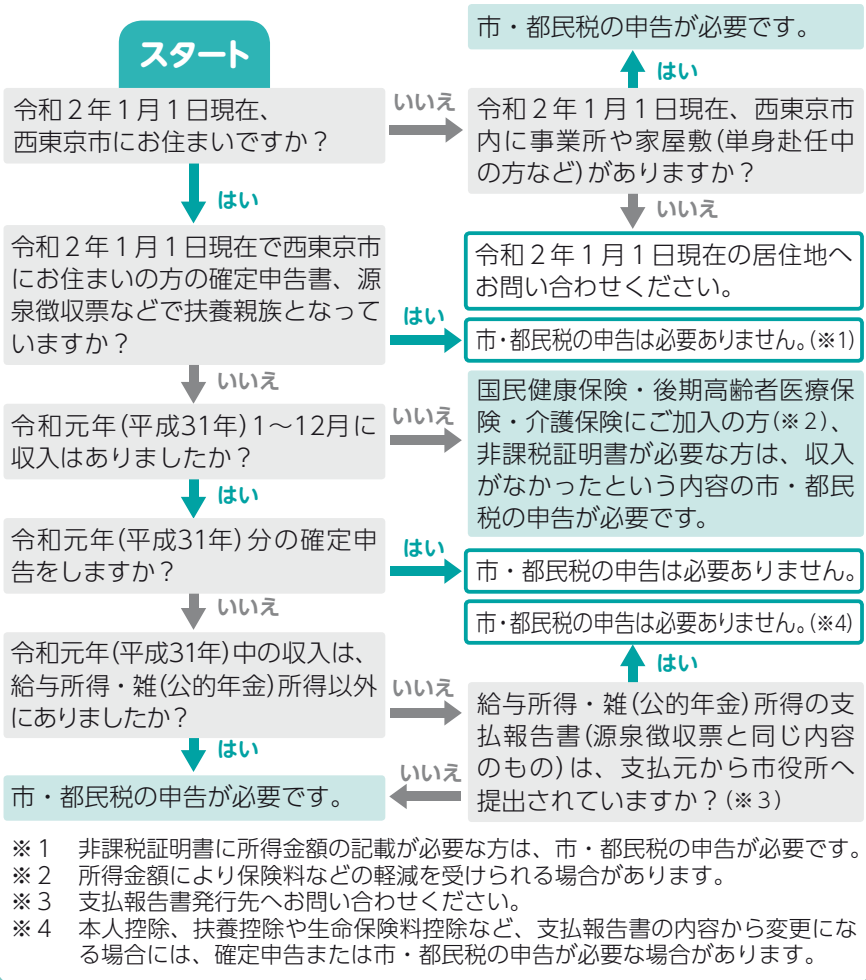 スタート
令和２年１月１日現在、
西東京市にお住まいですか？
いいえ
令和２年１月１日現在、西東京市
内に事業所や家屋敷(単身赴任中
の方など)がありますか？
はい
市・都民税の申告が必要です。
いいえ
令和２年１月１日現在の居住地へ
お問い合わせください。
はい
令和２年１月１日現在で西東京市
にお住まいの方の確定申告書、源
泉徴収票などで扶養親族となって
いますか？
はい
市・都民税の申告は必要ありません。(※1)
いいえ
令和元年(平成31年)1～12月に
収入はありましたか？
いいえ
国民健康保険・後期高齢者医療保
険・介護保険にご加入の方(※２)、
非課税証明書が必要な方は、収入
がなかったという内容の市・都民
税の申告が必要です。
はい
令和元年(平成31年)分の確定申
告をしますか？
はい
市・都民税の申告は必要ありません。
いいえ
令和元年(平成31年)中の収入は、
給与所得・雑(公的年金)所得以外
にありましたか？
いいえ
給与所得・雑(公的年金)所得の支
払報告書(源泉徴収票と同じ内容
のもの)は、支払元から市役所へ
提出されていますか？(※３)
はい
市・都民税の申告は必要ありません。(※4)
はい
いいえ
市・都民税の申告が必要です。
※１　非課税証明書に所得金額の記載が必要な方は、市・都民税の申告が必要です。
※２　所得金額により保険料などの軽減を受けられる場合があります。
※３　支払報告書発行先へお問い合わせください。
※４　本人控除、扶養控除や生命保険料控除など、支払報告書の内容から変更にな
る場合には、確定申告または市・都民税の申告が必要な場合があります。